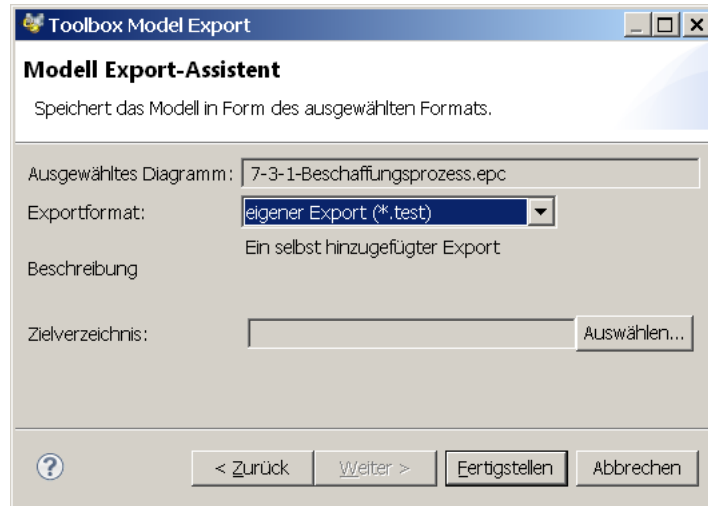 Toolbox Model Export
Modell Export-Assistent
Speichert das Modell in Form des ausgewählten Formats.
Ausgewähltes Diagramm: 7-3-1-Beschaffungsprozess.epc
Exportformat: eigener Export (*.test)
Ein selbst hinzugefügter Export
Beschreibung
Zielverzeichnis: Auswählen...
? < Zurück Weiter > Fertigstellen Abbrechen